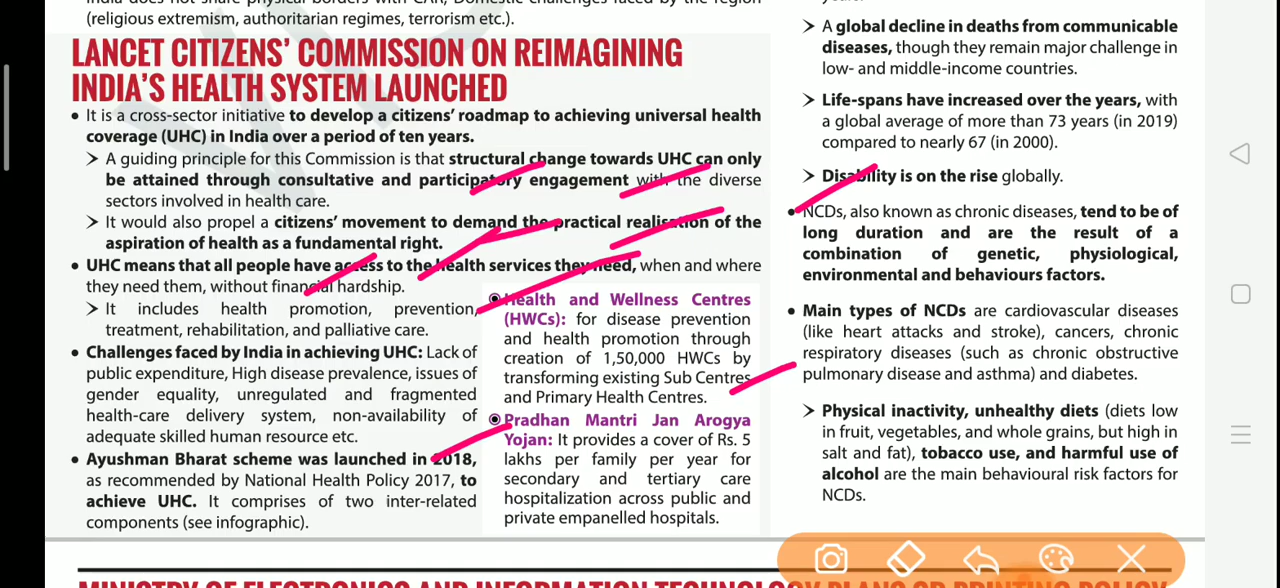 India does not share physical borders with CAR, Domestic challenges faced by the region
(religious extremism, authoritarian regimes, terrorism etc.).
LANCET CITIZENS' COMMISSION ON REIMAGINING
INDIA'S HEALTH SYSTEM LAUNCHED
• It is a cross-sector initiative to develop a citizens' roadmap to achieving universal health
coverage (UHC) in India over a period of ten years.
➢ A guiding principle for this Commission is that structural change towards UHC can only
be attained through consultative and participatory engagement with the diverse
sectors involved in health care.
➢ It would also propel a citizens' movement to demand the practical realisation of the
aspiration of health as a fundamental right.
• UHC means that all people have access to the health services they need, when and where
they need them, without financial hardship.
➢ It includes health promotion, prevention,
treatment, rehabilitation, and palliative care.
• Challenges faced by India in achieving UHC: Lack of
public expenditure, High disease prevalence, issues of
gender equality, unregulated and fragmented
health-care delivery system, non-availability of
adequate skilled human resource etc.
• Ayushman Bharat scheme was launched in 2018,
as recommended by National Health Policy 2017, to
achieve UHC. It comprises of two inter-related
components (see infographic).
Health and Wellness Centres
(HWCs): for disease prevention
and health promotion through
creation of 1,50,000 HWCs by
transforming existing Sub Centres
and Primary Health Centres.
Pradhan Mantri Jan Arogya
Yojan: It provides a cover of Rs. 5
lakhs per family per year for
secondary and tertiary care
hospitalization across public and
private empanelled hospitals.
➢ A global decline in deaths from communicable
diseases, though they remain major challenge in
low- and middle-income countries.
➢ Life-spans have increased over the years, with
a global average of more than 73 years (in 2019)
compared to nearly 67 (in 2000).
➢ Disability is on the rise globally.
• NCDs, also known as chronic diseases, tend to be of
long duration and are the result of a
combination of genetic, physiological,
environmental and behaviours factors.
• Main types of NCDs are cardiovascular diseases
(like heart attacks and stroke), cancers, chronic
respiratory diseases (such as chronic obstructive
pulmonary disease and asthma) and diabetes.
➢ Physical inactivity, unhealthy diets (diets low
in fruit, vegetables, and whole grains, but high in
salt and fat), tobacco use, and harmful use of
alcohol are the main behavioural risk factors for
NCDs.
MINISTRY OF ELECTRONICS AND INFORMATION TECHNOLOGY PLANS 3D PRINTING POLICY